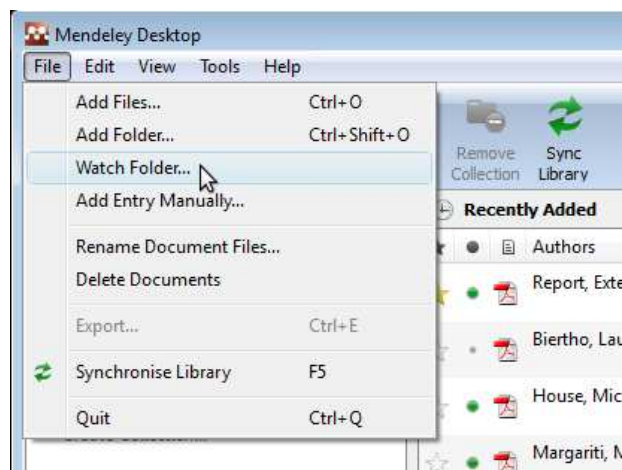 Mendeley Desktop
File Edit View Tools Help
Add Files... Ctrl+O
Add Folder... Ctrl+Shift+O
Watch Folder...
Add Entry Manually...
Rename Document Files...
Delete Documents
Export... Ctrl+E
Synchronise Library F5
Quit Ctrl+Q
Remove Collection
Sync Library
Recently Added
Authors
Report, Exte
Biertho, Lau
House, Mic
Margariti, M